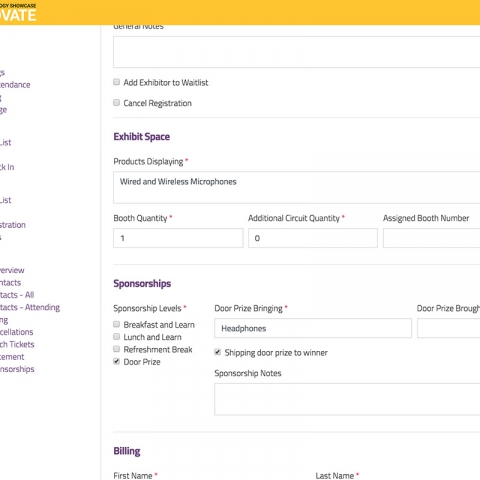 OGY SHOWCASE
OVATE
General Notes
Add Exhibitor to Waitlist
Cancel Registration
Exhibit Space
Products Displaying *
Wired and Wireless Microphones
Booth Quantity *
Additional Circuit Quantity *
Assigned Booth Number
1
0
Sponsorships
Sponsorship Levels *
Door Prize Bringing *
Door Prize Brough
Breakfast and Learn
Lunch and Learn
Refreshment Break
Door Prize
Headphones
Shipping door prize to winner
Sponsorship Notes
Billing
First Name *
Last Name *
gs
tendance
g
ge
List
ck In
List
stration
s
verview
ntacts
tacts - All
tacts - Attending
ng
cellations
ch Tickets
tement
nsorships